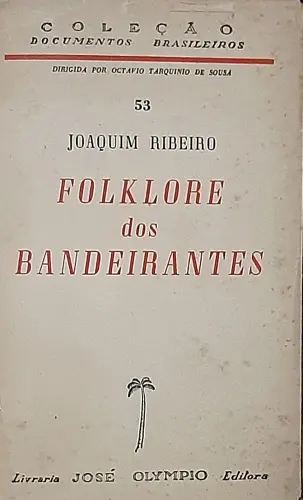 COLEÇÃO
DOCUMENTOS BRASILEIROS
DIRIGIDA POR OCTAVIO TARQUINIO DE SOUSA
53
JOAQUIM RIBEIRO
FOLKLORE
dos
BANDEIRANTES
Livraria JOSÉ OLYMPIO Editora